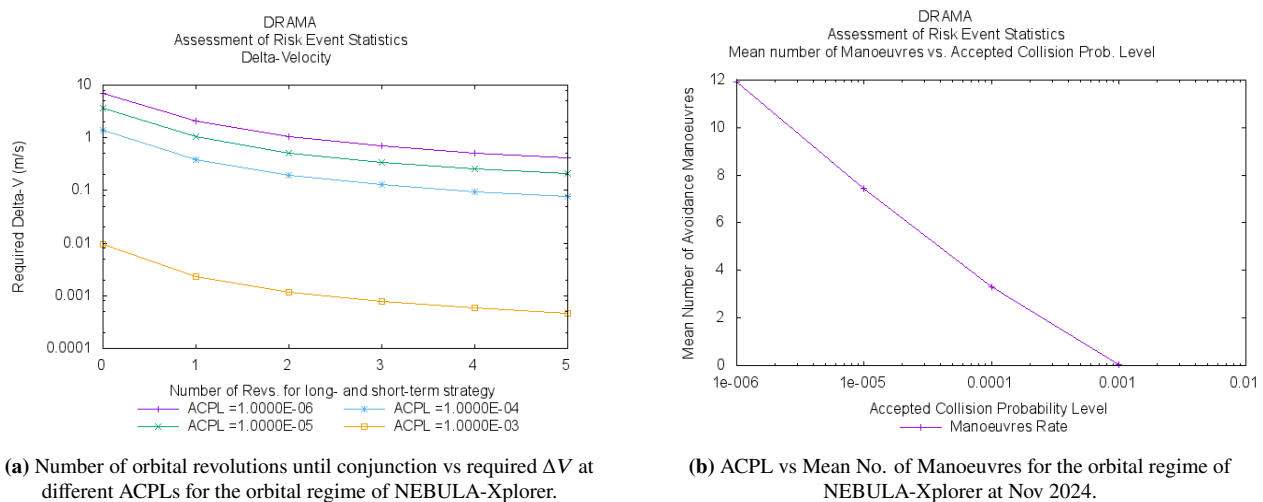 DRAMA
Assessment of Risk Event Statistics
Delta-Velocity
Required Delta-V (m/s)
10
1
0.1
0.01
0.001
0.0001
0 1 2 3 4 5
Number of Revs. for long- and short-term strategy
ACPL =1.0000E-06 ACPL =1.0000E-04
ACPL =1.0000E-05 ACPL =1.0000E-03
(a) Number of orbital revolutions until conjunction vs required ΔV at
different ACPLs for the orbital regime of NEBULA-Xplorer.
DRAMA
Assessment of Risk Event Statistics
Mean number of Manoeuvres vs. Accepted Collision Prob. Level
Mean Number of Avoidance Manoeuvres
12
10
8
6
4
2
0
1e-006 1e-005 0.0001 0.001 0.01
Accepted Collision Probability Level
Manoeuvres Rate
(b) ACPL vs Mean No. of Manoeuvres for the orbital regime of
NEBULA-Xplorer at Nov 2024.